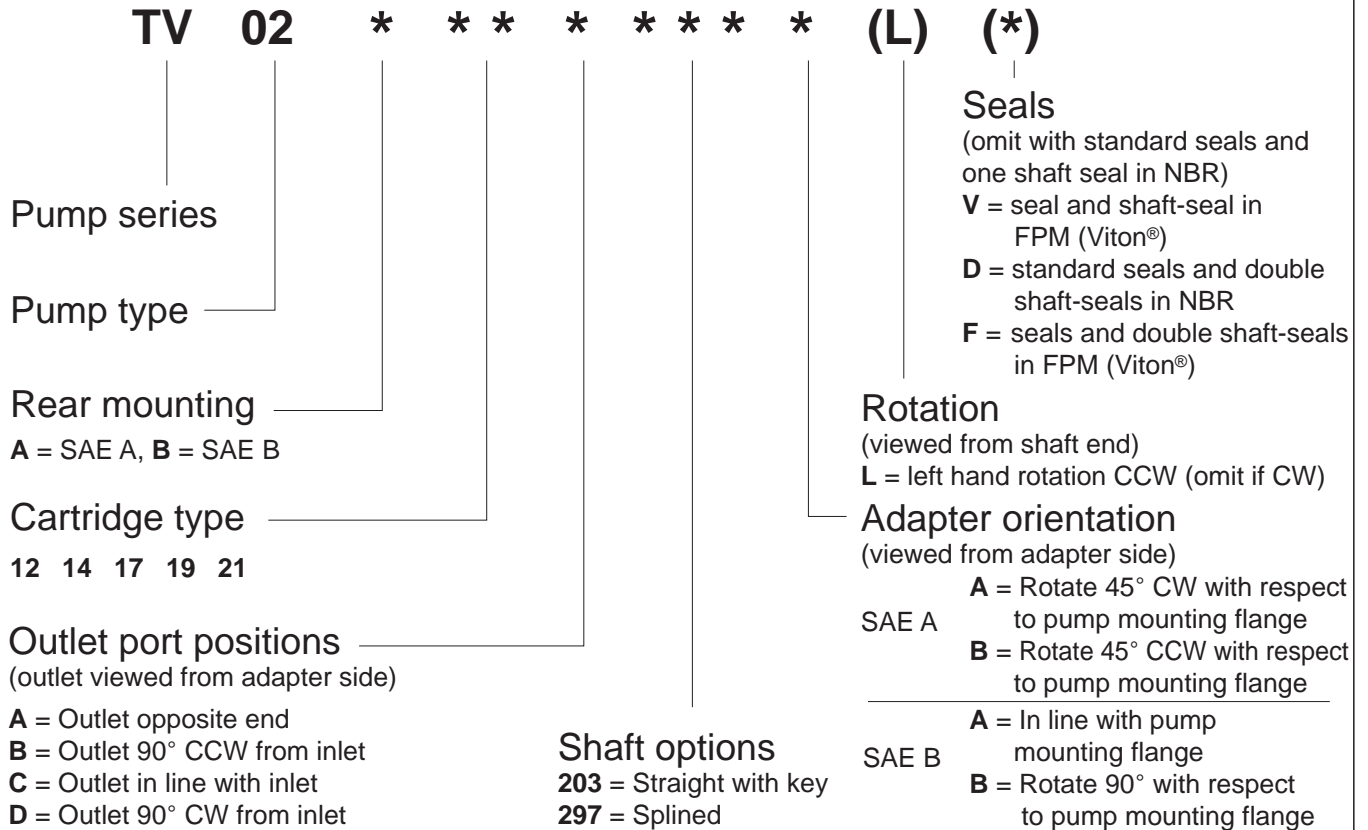 TV 02 * * * * * * * * (L) (*)
Pump series
Pump type
Rear mounting
A = SAE A, B = SAE B
Cartridge type
12 14 17 19 21
Outlet port positions
(outlet viewed from adapter side)
A = Outlet opposite end
B = Outlet 90° CCW from inlet
C = Outlet in line with inlet
D = Outlet 90° CW from inlet
Shaft options
203 = Straight with key
297 = Splined
Seals
(omit with standard seals and
one shaft seal in NBR)
V = seal and shaft-seal in
FPM (Viton®)
D = standard seals and double
shaft-seals in NBR
F = seals and double shaft-seals
in FPM (Viton®)
Rotation
(viewed from shaft end)
L = left hand rotation CCW (omit if CW)
Adapter orientation
(viewed from adapter side)
SAE A
A = Rotate 45° CW with respect
to pump mounting flange
B = Rotate 45° CCW with respect
to pump mounting flange
SAE B
A = In line with pump
mounting flange
B = Rotate 90° with respect
to pump mounting flange